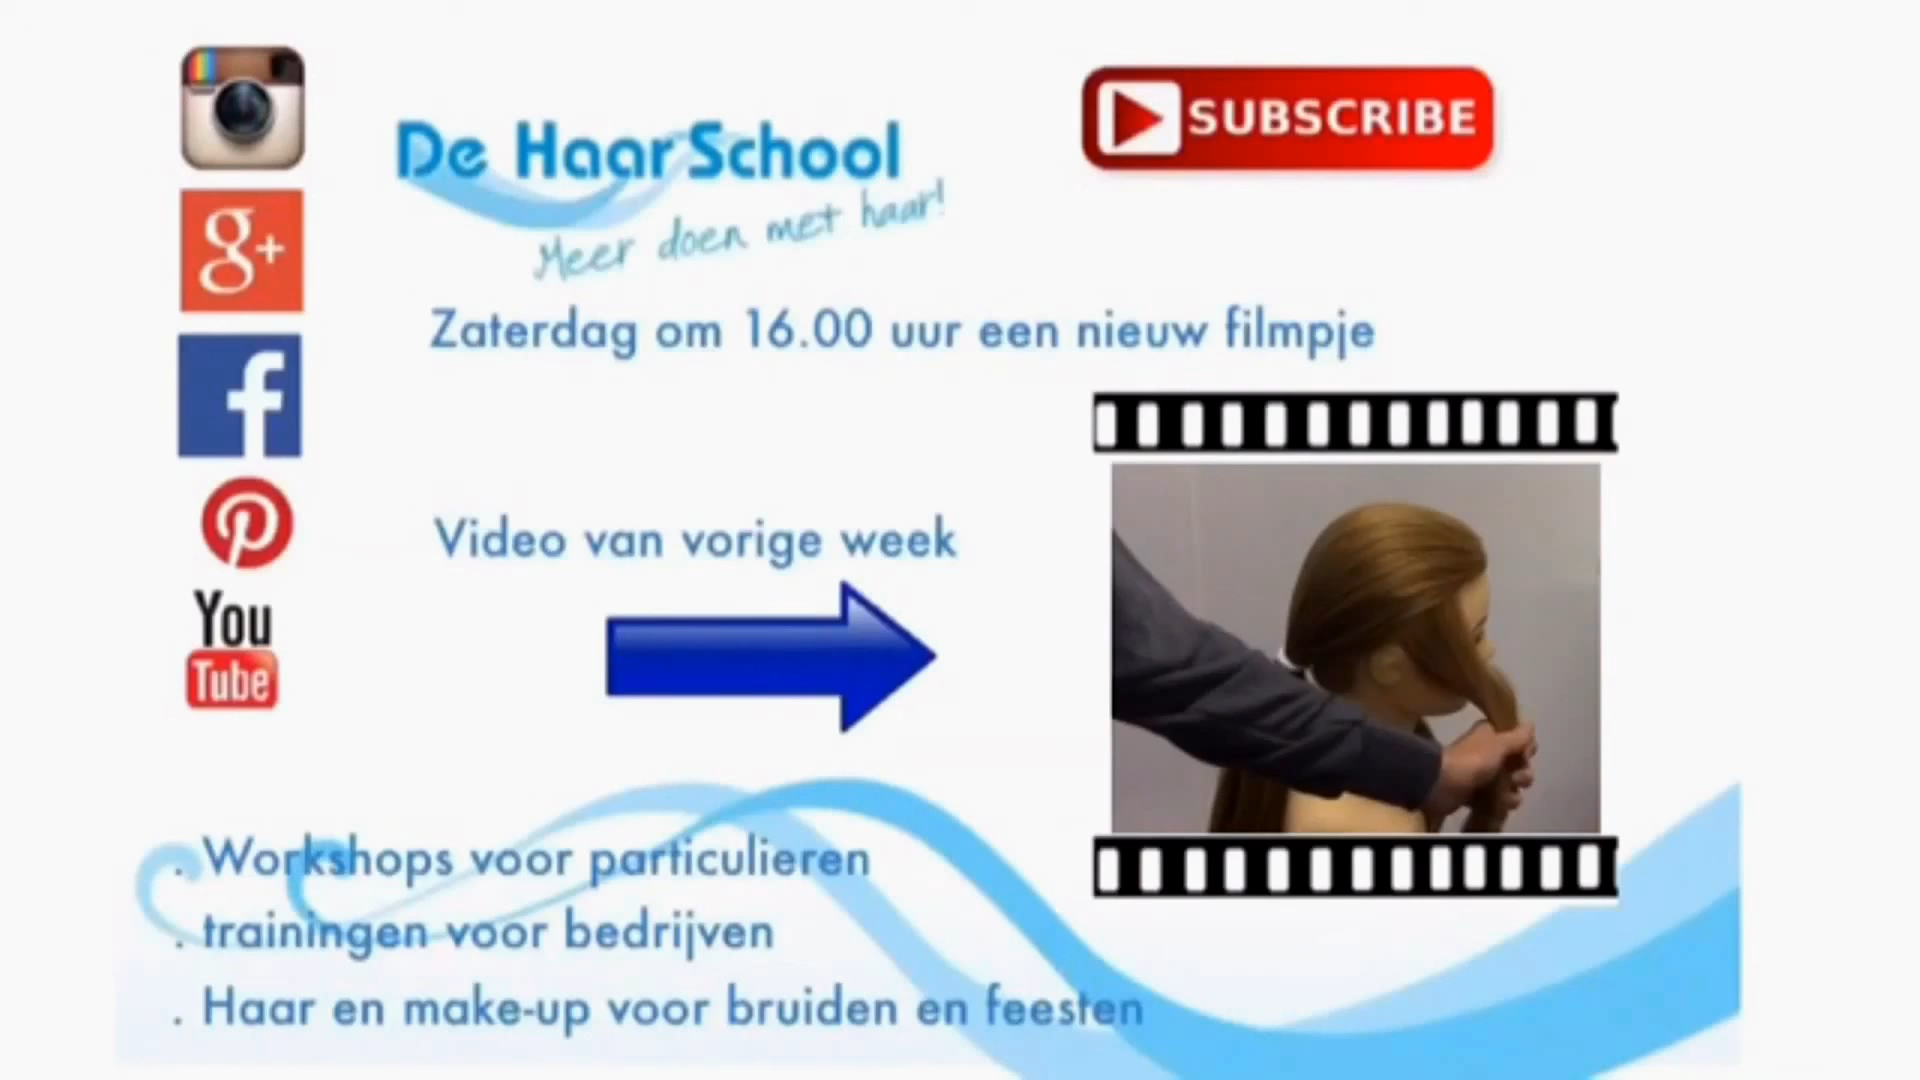 De Haar School
Meer doen met haar!
SUBSCRIBE
g+
f
Zaterdag om 16.00 uur een nieuw filmpje
Video van vorige week
You
Tube
. Workshops voor particulieren
. trainingen voor bedrijven
. Haar en make-up voor bruiden en feesten